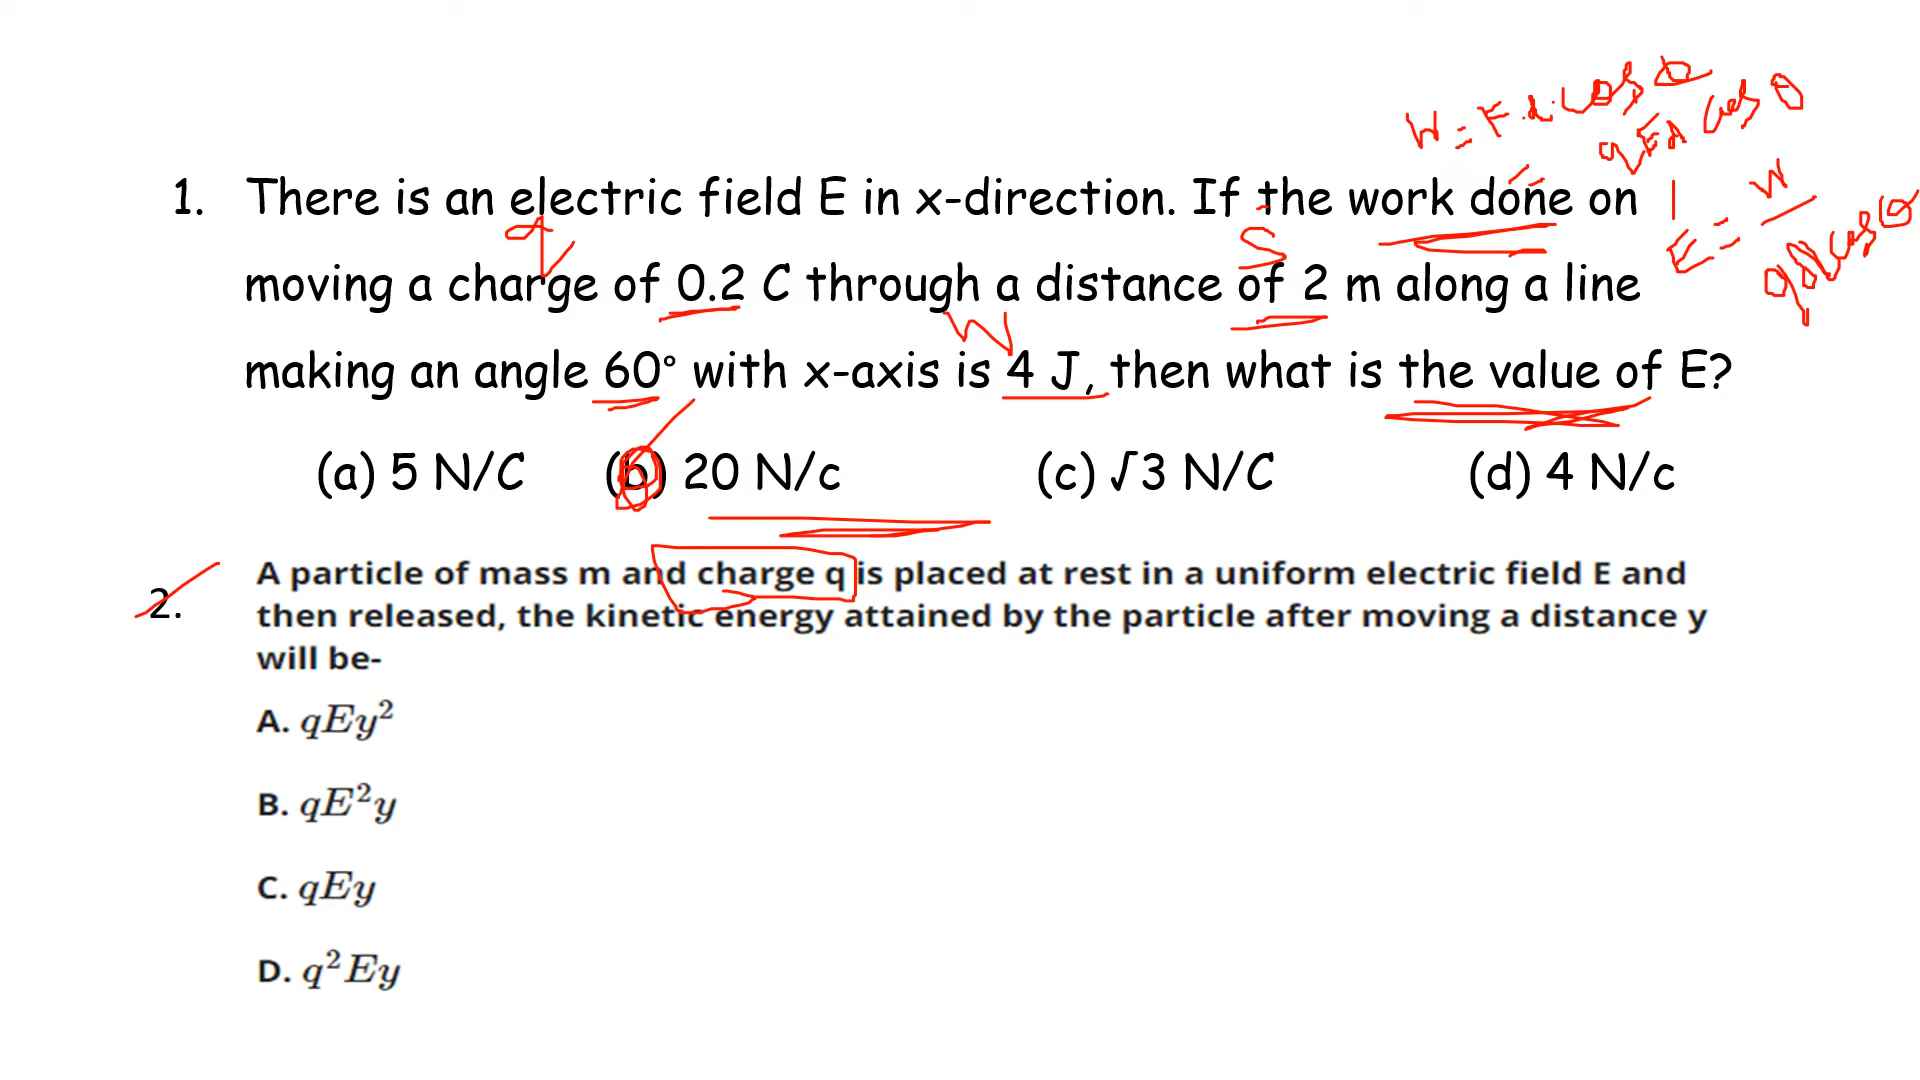 W = F.d.cos θ
qEd cos θ
1. There is an electric field E in x-direction. If the work done on
E = W
qd cos θ
q
S
moving a charge of 0.2 C through a distance of 2 m along a line
W
making an angle 60° with x-axis is 4 J, then what is the value of E?
(a) 5 N/C (b) 20 N/c (c) √3 N/C (d) 4 N/c
2. A particle of mass m and charge q is placed at rest in a uniform electric field E and
then released, the kinetic energy attained by the particle after moving a distance y
will be-
A. qEy²
B. qE²y
C. qEy
D. q²Ey